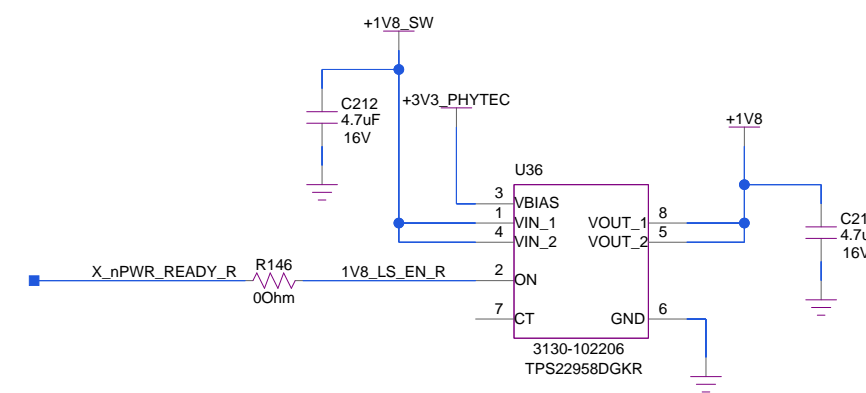 +1V8_SW
C212
4.7uF
16V
+3V3_PHYTEC
+1V8
U36
3
VBIAS
1
VIN_1
4
VIN_2
VOUT_1
8
VOUT_2
5
X_nPWR_READY_R
R146
0Ohm
1V8_LS_EN_R
2
ON
7
CT
GND
6
3130-102206
TPS22958DGKR
16V